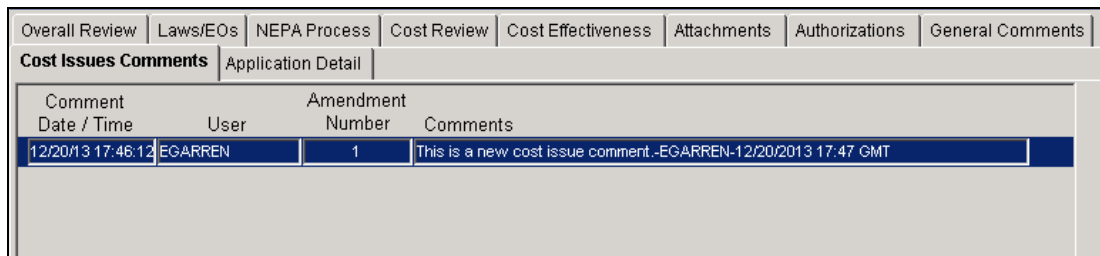 Overall Review Laws/EOs NEPA Process Cost Review Cost Effectiveness Attachments Authorizations General Comments
Cost Issues Comments Application Detail
Comment Amendment
Date / Time User Number Comments
12/20/13 17:46:12 EGARREN 1 This is a new cost issue comment.-EGARREN-12/20/2013 17:47 GMT